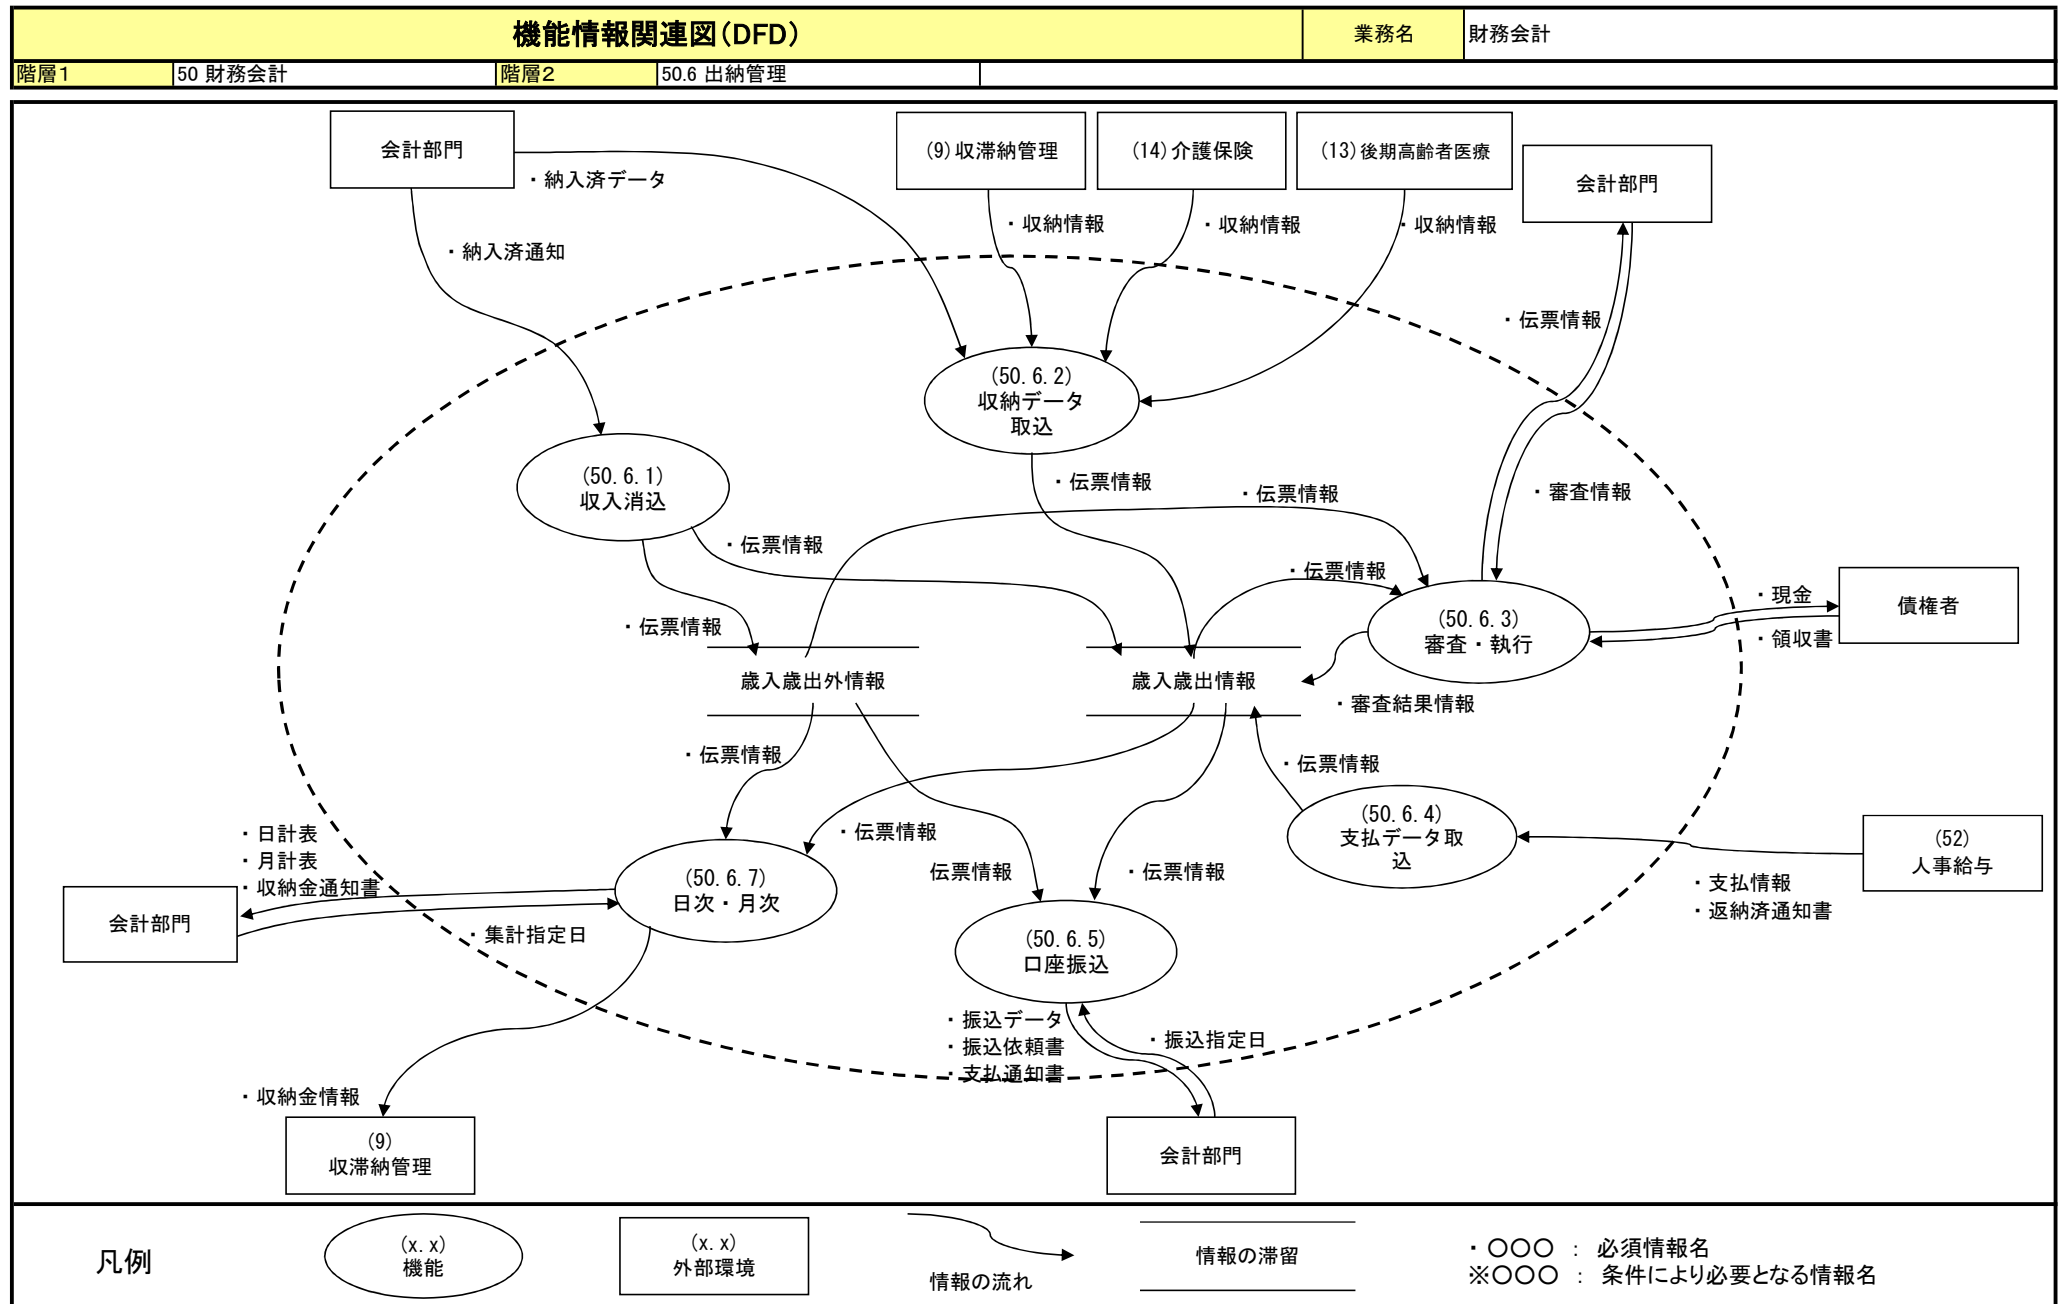 機能情報関連図(DFD)
業務名
財務会計
階層1
50 財務会計
階層2
50.6 出納管理
会計部門
(9)収滞納管理
(14)介護保険
(13)後期高齢者医療
会計部門
・納入済データ
・納入済通知
・収納情報
・収納情報
・収納情報
・伝票情報
(50.6.2)
収納データ
取込
(50.6.1)
収入消込
・伝票情報
・伝票情報
・審査情報
・伝票情報
・伝票情報
・伝票情報
(50.6.3)
審査・執行
・現金
・領収書
債権者
歳入歳出外情報
歳入歳出情報
・審査結果情報
・伝票情報
・伝票情報
(50.6.4)
支払データ取
込
(52)
人事給与
・支払情報
・返納済通知書
・日計表
・月計表
・収納金通知書
・伝票情報
伝票情報
・伝票情報
(50.6.7)
日次・月次
会計部門
・集計指定日
(50.6.5)
口座振込
・振込データ
・振込依頼書
・支払通知書
・振込指定日
・収納金情報
(9)
収滞納管理
会計部門
凡例
(x.x)
機能
(x.x)
外部環境
情報の流れ
情報の滞留
・〇〇〇 : 必須情報名
※〇〇〇 : 条件により必要となる情報名